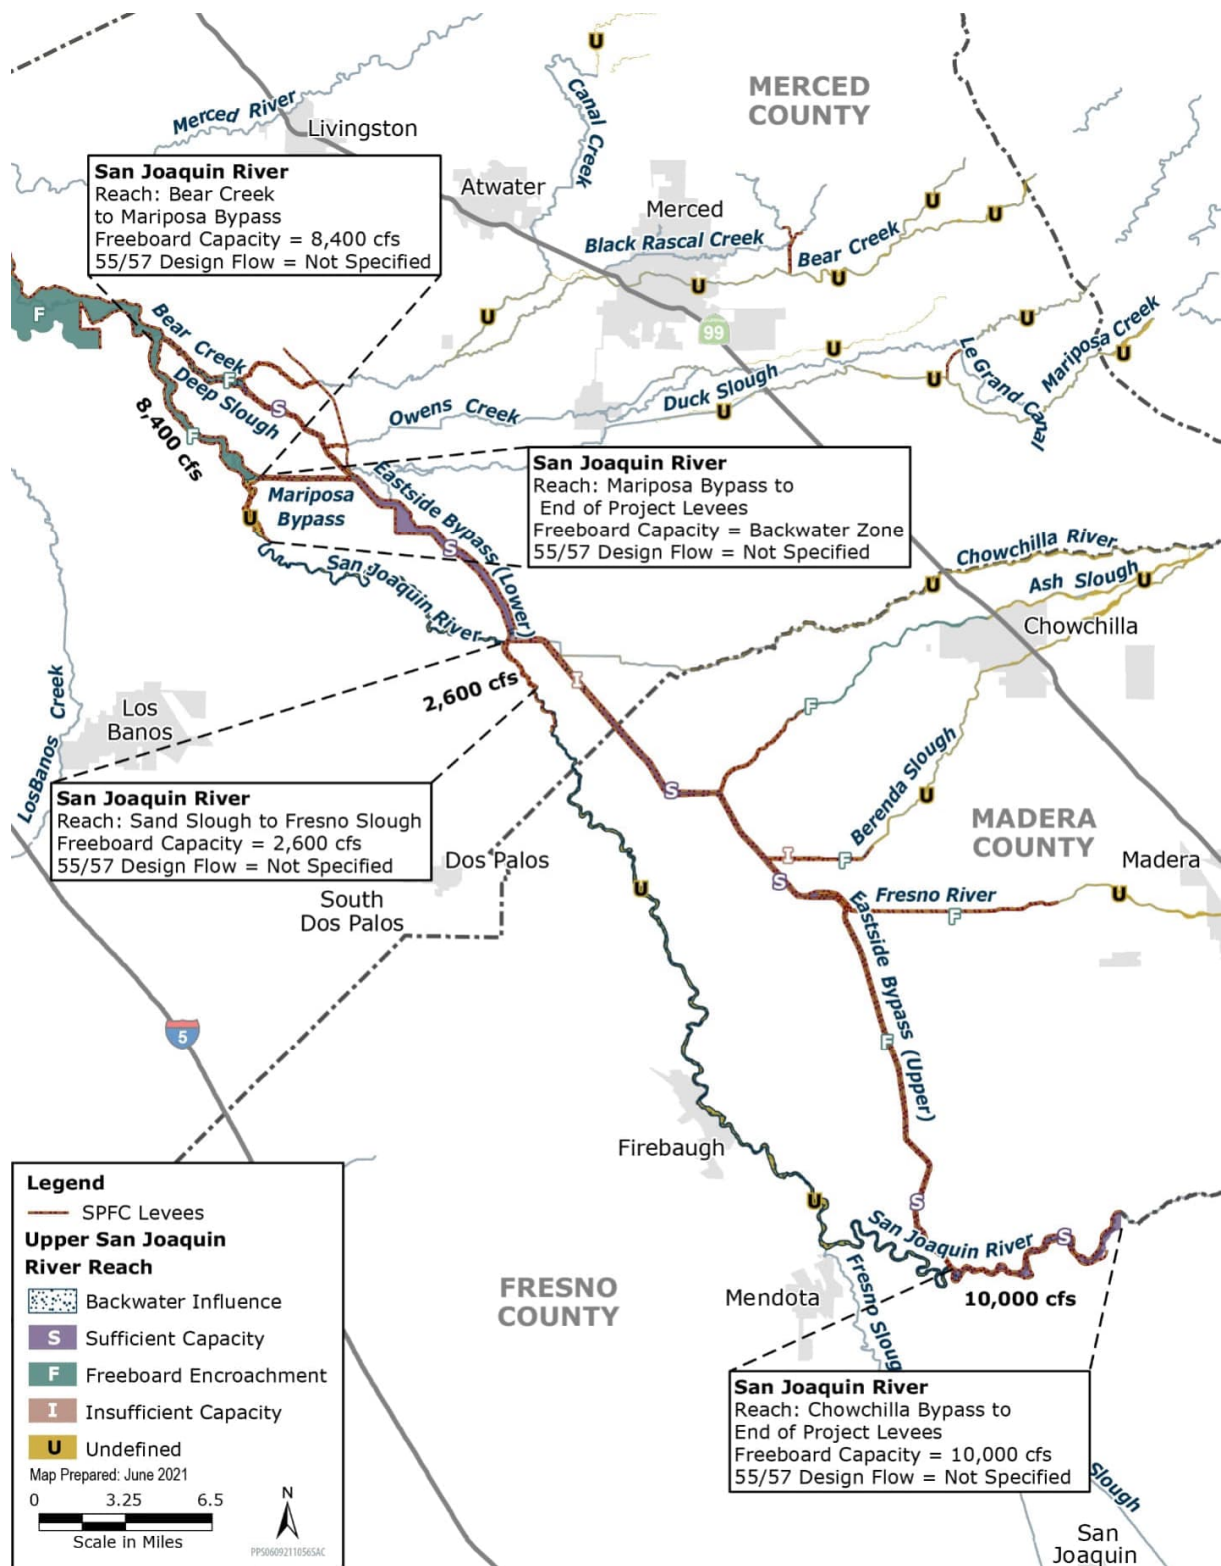 MERCED
COUNTY
U
Canal Creek
Merced River
Livingston
San Joaquin River
Reach: Bear Creek
to Mariposa Bypass
Freeboard Capacity = 8,400 cfs
55/57 Design Flow = Not Specified
Atwater
Merced
Black Rascal Creek
Bear Creek
U
U
U
U
U
U
U
F
99
Bear Creek
Deep Slough
F
S
F
8,400 cfs
Owens Creek
Duck Slough
U
U
LeGrand Canal
Mariposa Creek
U
San Joaquin River
Reach: Mariposa Bypass to
End of Project Levees
Freeboard Capacity = Backwater Zone
55/57 Design Flow = Not Specified
Mariposa
Bypass
U
Eastside Bypass (Lower)
S
San Joaquin River
Chowchilla River
U
Ash Slough
U
Chowchilla
2,600 cfs
I
F
S
Los
Banos
LosBanos Creek
San Joaquin River
Reach: Sand Slough to Fresno Slough
Freeboard Capacity = 2,600 cfs
55/57 Design Flow = Not Specified
Dos Palos
South
Dos Palos
Berenda Slough
U
MADERA
COUNTY
Madera
I
F
S
U
Fresno River
F
U
Eastside Bypass (Upper)
F
5
Firebaugh
U
S
San Joaquin River
S
10,000 cfs
Mendota
Fresno Sloug
FRESNO
COUNTY
San Joaquin River
Reach: Chowchilla Bypass to
End of Project Levees
Freeboard Capacity = 10,000 cfs
55/57 Design Flow = Not Specified
Slough
San
Joaquin
Legend
SPFC Levees
Upper San Joaquin
River Reach
Backwater Influence
S Sufficient Capacity
F Freeboard Encroachment
I Insufficient Capacity
U Undefined
Map Prepared: June 2021
0 3.25 6.5
Scale in Miles
N
PPS0609211056SAC